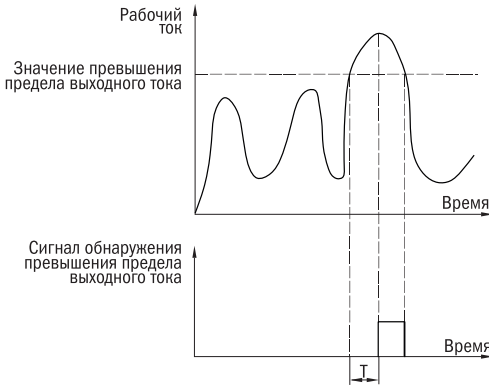 Рабочий
ток
Значение превышения
предела выходного тока
Время
Сигнал обнаружения
превышения предела
выходного тока
Время
T